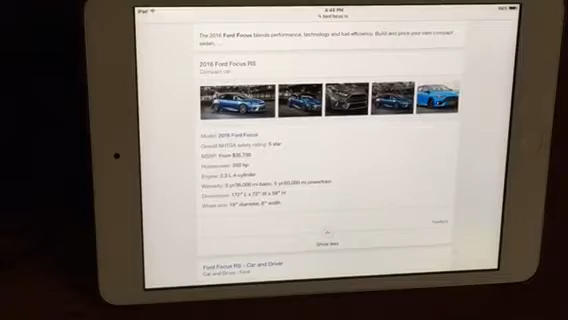 iPad
4:44 PM
ford focus rs
The 2016 Ford Focus blends performance, technology and fuel efficiency. Build and price your own compact
sedan, ...
2016 Ford Focus RS
Compact car
Model: 2016 Ford Focus
Overall NHTSA safety rating: 5 star
MSRP: From $35,730
Horsepower: 350 hp
Engine: 2.3 L 4-cylinder
Warranty: 3 yr/36,000 mi basic, 5 yr/60,000 mi powertrain
Dimensions: 172" L x 72" W x 58" H
Wheel size: 19" diameter, 8" width
Feedback
Show less
Ford Focus RS - Car and Driver
Car and Driver › Ford